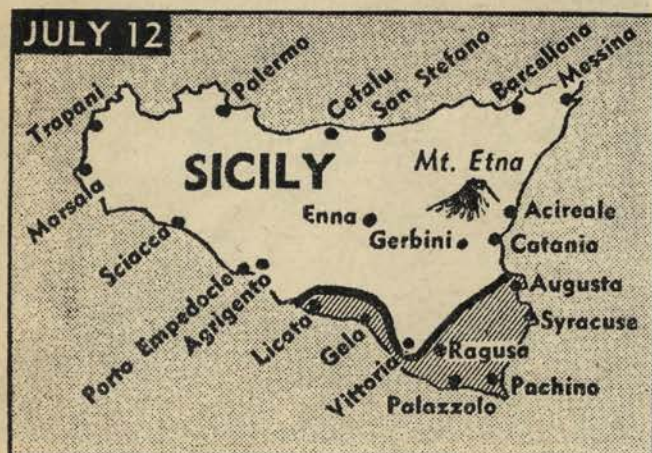 JULY 12
Trapani
Palermo
Cefalu
San Stefano
Barcellona
Messina
SICILY
Mt. Etna
Marsala
Enna
Acireale
Sciacca
Gerbini
Catania
Porto Empedocle
Agrigento
Augusta
Licata
Gela
Syracuse
Vittoria
Ragusa
Palazzolo
Pachino